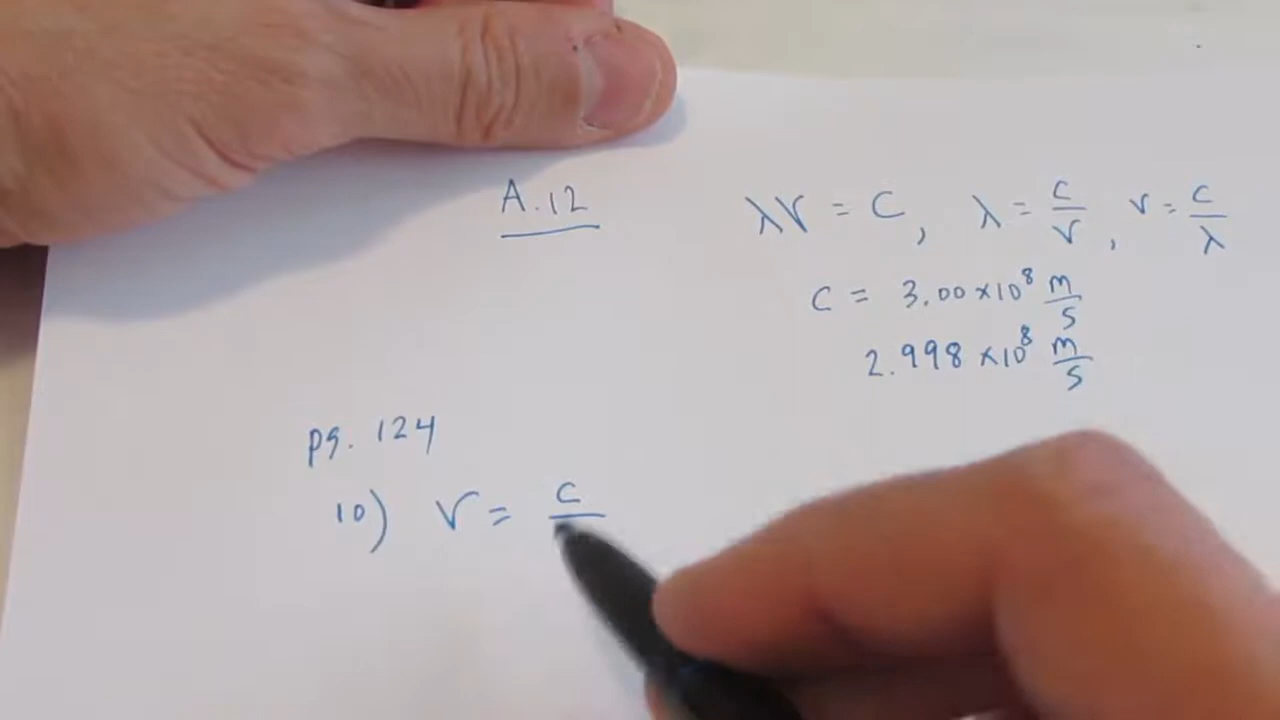 A.12
λν = C, λ = c/ν, ν = c/λ
C = 3.00 × 10⁸ m/s
2.998 × 10⁸ m/s
pg. 124
10) ν = c